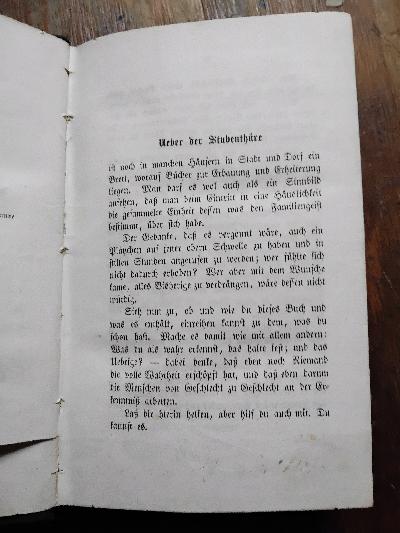 Ueber der Stubenthüre
ist noch in manchen Häusern in Stadt und Dorf ein
Brett, worauf Bücher zur Erbauung und Erheiterung
liegen. Man darf es wol auch als ein Sinnbild
ansehen, daß man beim Eintritt in eine Häuslichkeit
die gesammelte Einheit dessen was den Familiengeist
bestimmt, über sich habe.
Der Gedanke, daß es vergönnt wäre, auch ein
Plätzchen auf jener obern Schwelle zu haben und in
stillen Stunden angerufen zu werden; wer fühlte sich
nicht dadurch erhoben? Wer aber mit dem Wunsche
käme, alles Bisherige zu verdrängen, wäre dessen nicht
würdig.
Sieh nun zu, ob und wie du dieses Buch und
was es enthält, einreihen kannst zu dem, was du
schon hast. Mache es damit wie mit allem andern:
Was du als wahr erkennst, das halte fest; und das
Uebrige? — dabei denke, daß eben noch Niemand
die volle Wahrheit erschöpft hat, und daß eben darum
die Menschen von Geschlecht zu Geschlecht an der Er-
kenntniß arbeiten.
Laß dir hierin helfen, aber hilf du auch mit. Du
kannst es.